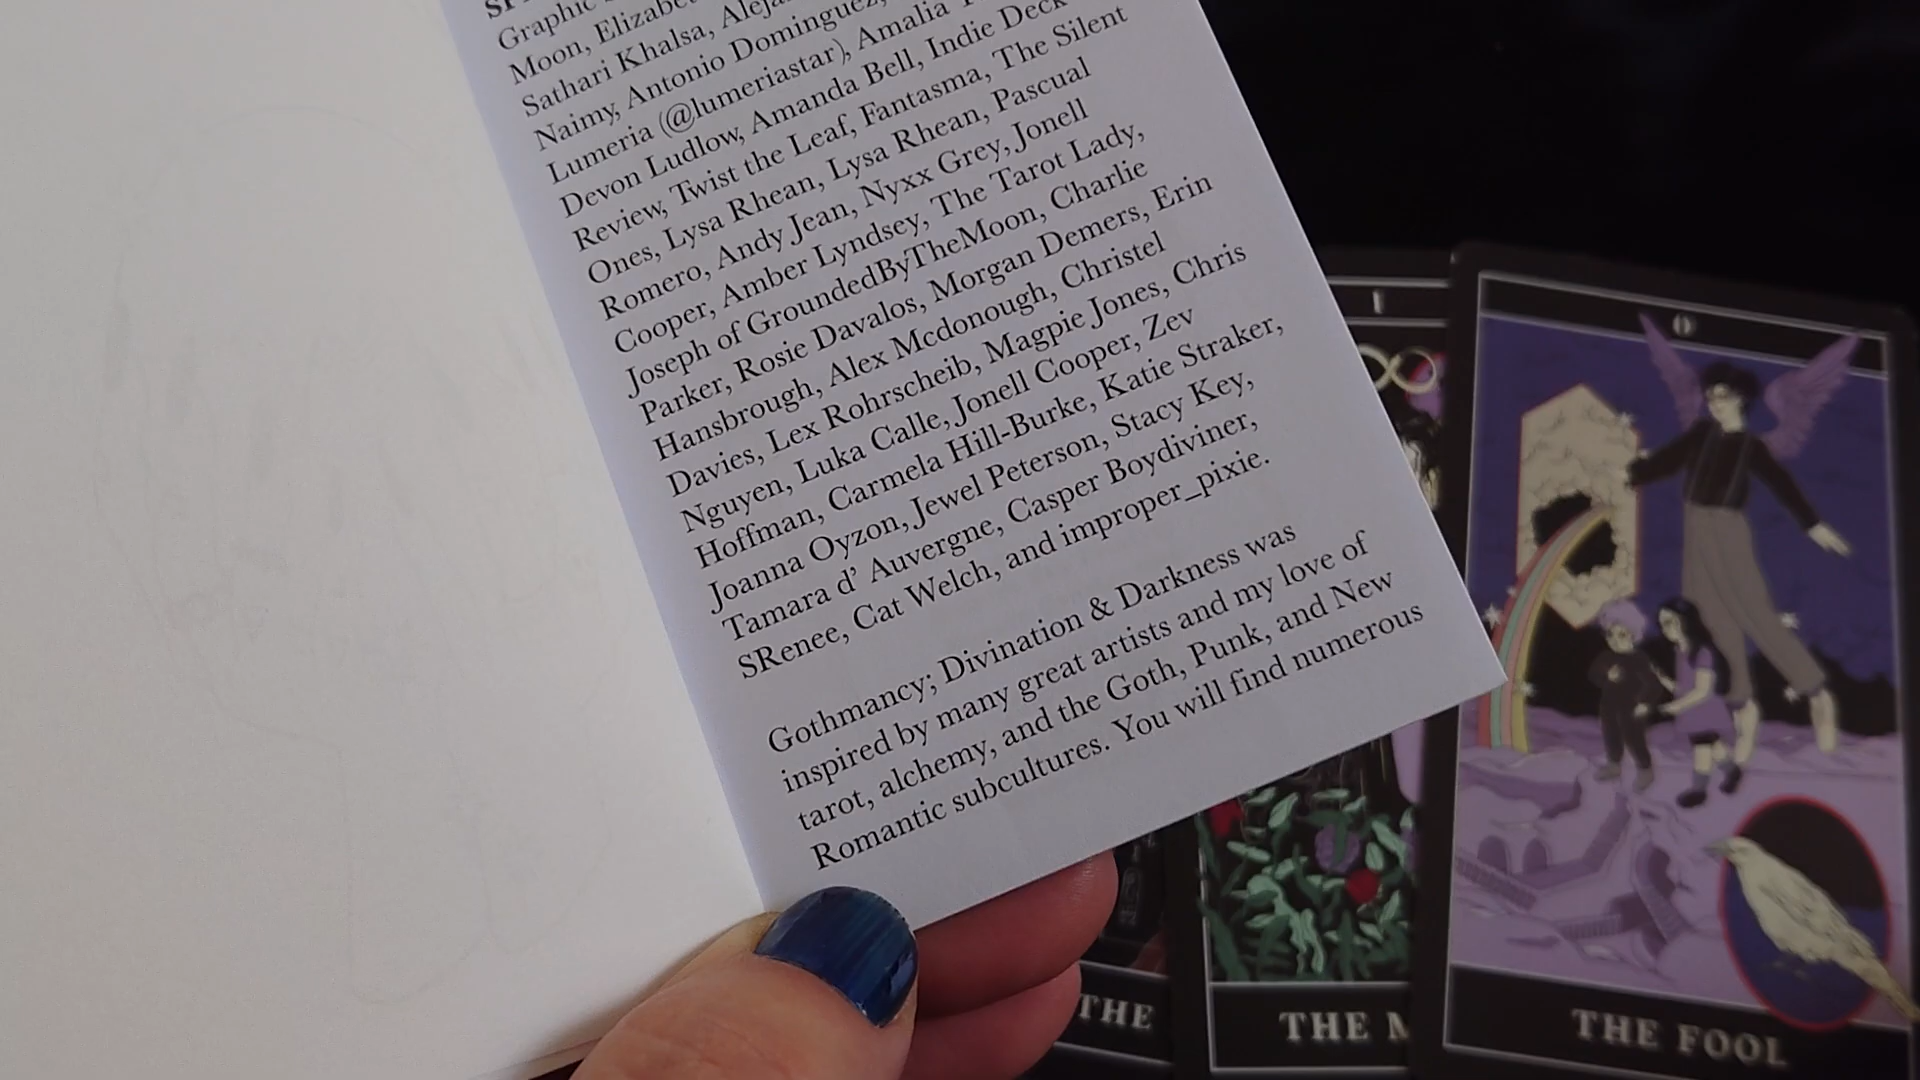 Graphic
Moon, Elizabe
Sathari Khalsa, Alej
Naimy, Antonio Dominguez,
Lumeria (@lumeriastar), Amalia
Devon Ludlow, Amanda Bell, Indie Deck
Review, Twist the Leaf, Fantasma, The Silent
Ones, Lysa Rhean, Lysa Rhean, Pascual
Romero, Andy Jean, Nyxx Grey, Jonell
Cooper, Amber Lyndsey, The Tarot Lady,
Joseph of GroundedByTheMoon, Charlie
Parker, Rosie Davalos, Morgan Demers, Erin
Hansbrough, Alex Mcdonough, Christel
Davies, Lex Rohrscheib, Magpie Jones, Chris
Nguyen, Luka Calle, Jonell Cooper, Zev
Hoffman, Carmela Hill-Burke, Katie Straker,
Joanna Oyzon, Jewel Peterson, Stacy Key,
Tamara d' Auvergne, Casper Boydiviner,
SRenee, Cat Welch, and improper_pixie.
Gothmancy; Divination & Darkness was
inspired by many great artists and my love of
tarot, alchemy, and the Goth, Punk, and New
Romantic subcultures. You will find numerous
THE
I
THE M
0
THE FOOL